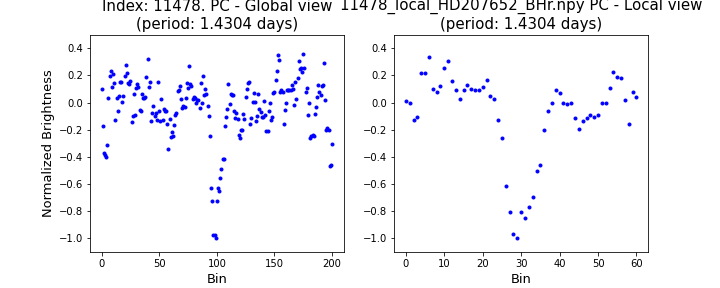 Index: 11478. PC - Global view
(period: 1.4304 days)
11478_local_HD207652_BHr.npy PC - Local view
(period: 1.4304 days)
Normalized Brightness
0.4
0.2
0.0
−0.2
−0.4
−0.6
−0.8
−1.0
0 50 100 150 200
Bin
0.4
0.2
0.0
−0.2
−0.4
−0.6
−0.8
−1.0
0 10 20 30 40 50 60
Bin